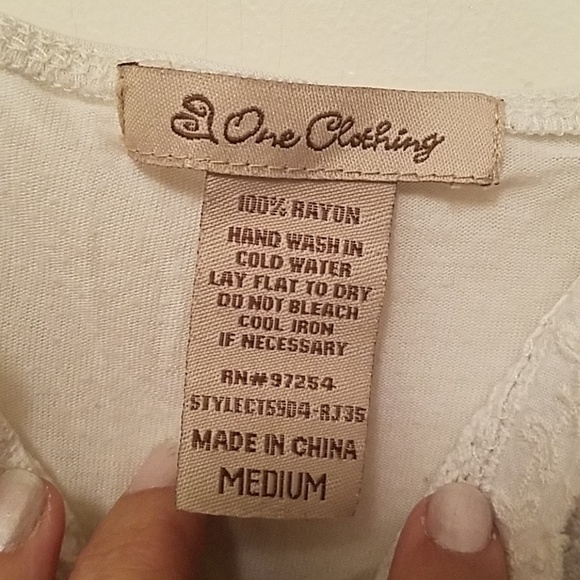 One Clothing
100% RAYON
HAND WASH IN
COLD WATER
LAY FLAT TO DRY
DO NOT BLEACH
COOL IRON
IF NECESSARY
RN#97254
STYLECT5904-RJ35
MADE IN CHINA
MEDIUM